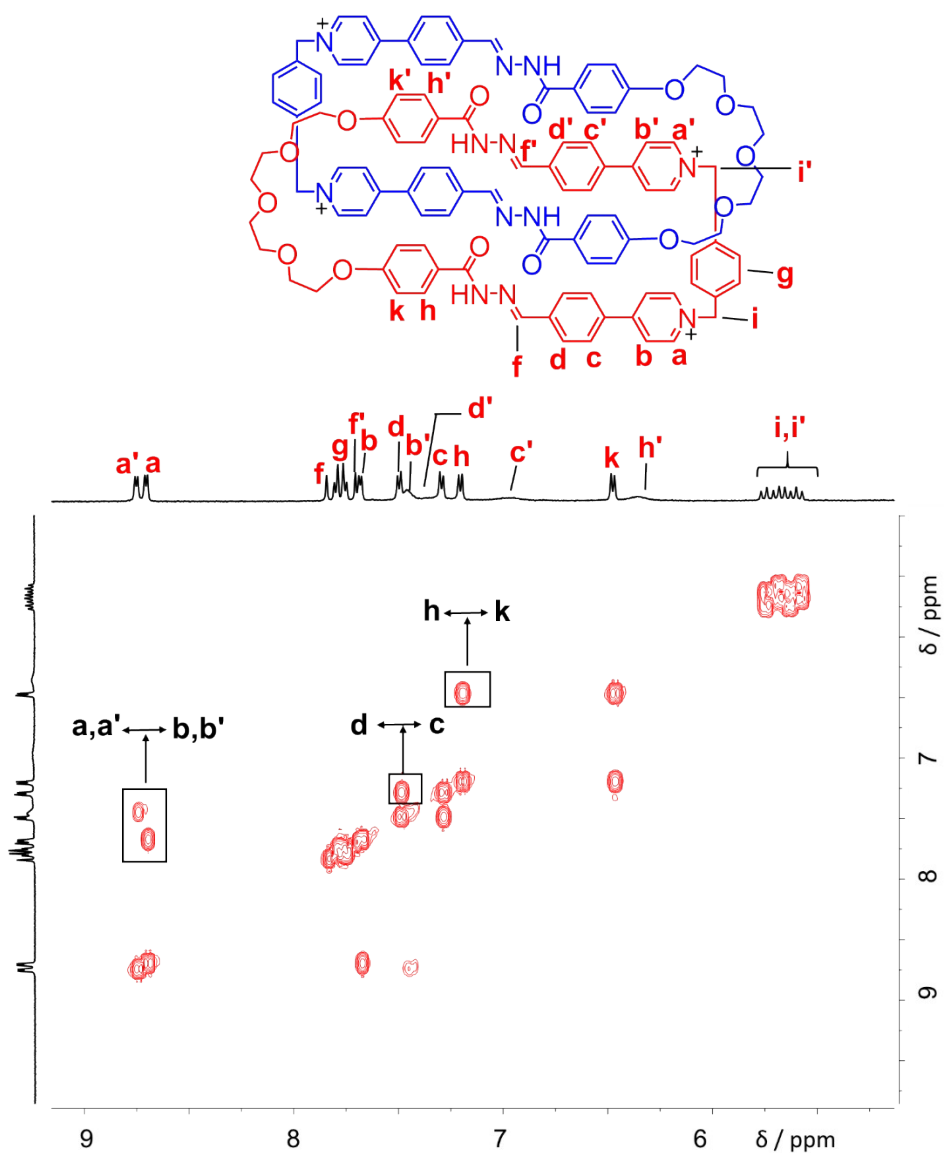 +
N
N-NH
O
O
O
O
O
O
k' h'
O
O
HN-N
f'
d' c'
b' a'
+
N
i'
O
O
O
N
+
N-NH
O
O
O
O
O
HN-N
g
k h
f
d c b a
N
+
i
a' a
f g f' b
d b' d'
c h
c'
k h'
i,i'
h k
a,a' b,b'
d c
δ / ppm
7
8
9
9 8 7 6 δ / ppm